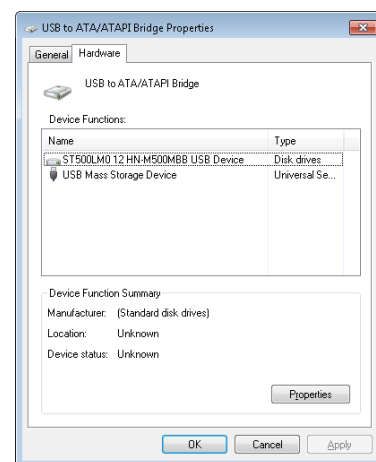 USB to ATA/ATAPI Bridge Properties
General Hardware
USB to ATA/ATAPI Bridge
Device Functions:
Name Type
ST500LM0 12 HN-M500MBB USB Device Disk drives
USB Mass Storage Device Universal Se...
Device Function Summary
Manufacturer: (Standard disk drives)
Location: Unknown
Device status: Unknown
Properties
OK Cancel Apply